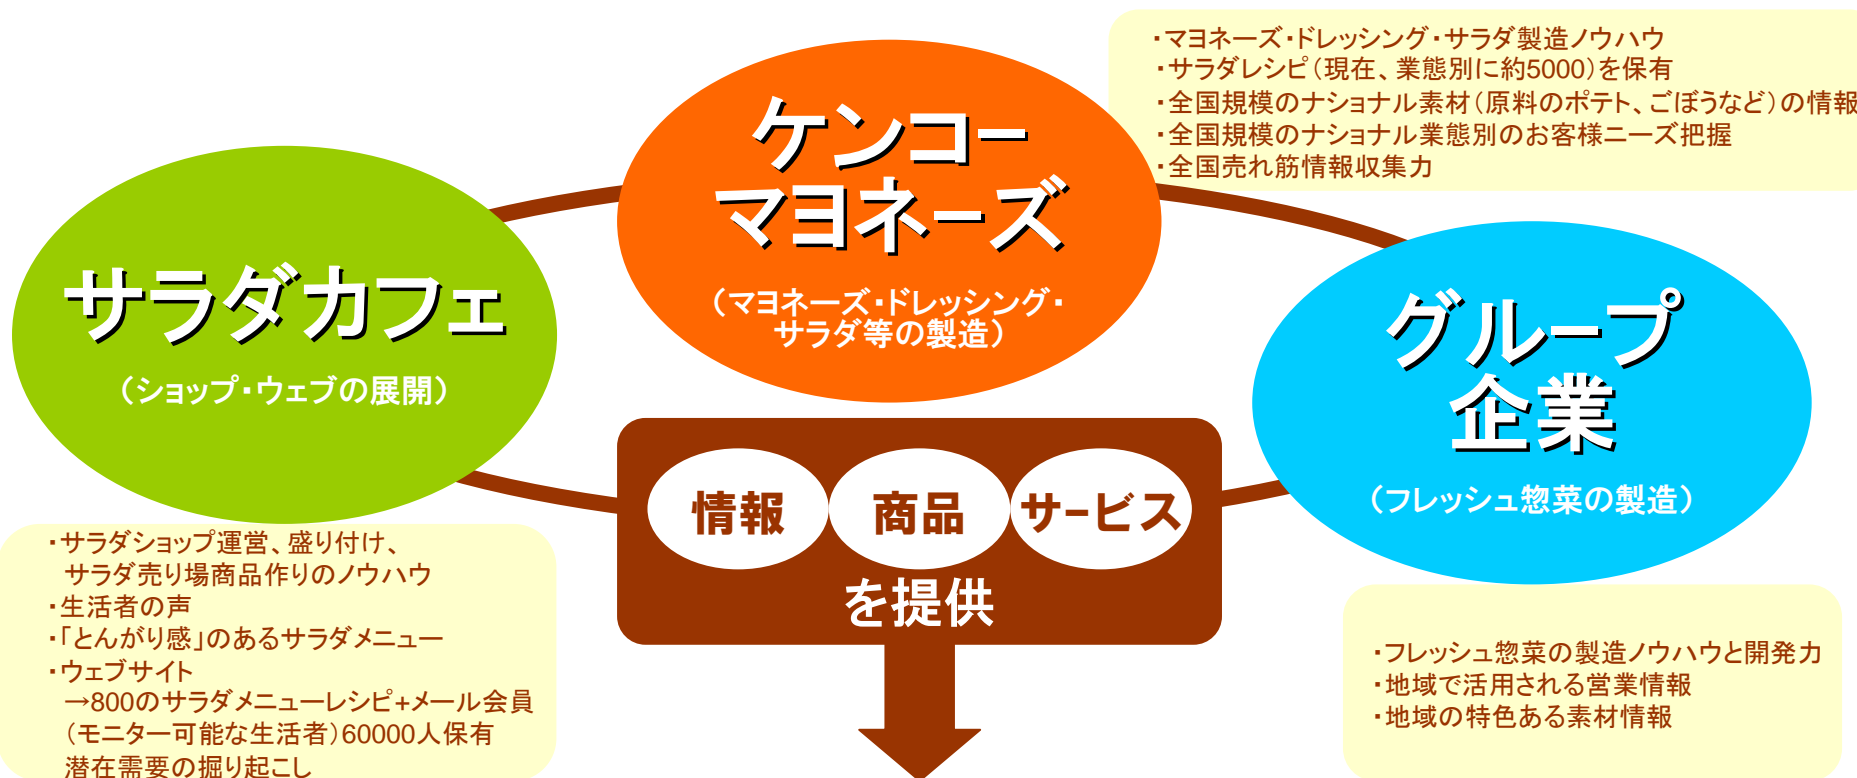 ケンコー
マヨネーズ
(マヨネーズ・ドレッシング・
サラダ等の製造)
・マヨネーズ・ドレッシング・サラダ製造ノウハウ
・サラダレシピ(現在、業態別に約5000)を保有
・全国規模のナショナル素材(原料のポテト、ごぼうなど)の情報
・全国規模のナショナル業態別のお客様ニーズ把握
・全国売れ筋情報収集力
サラダカフェ
(ショップ・ウェブの展開)
・サラダショップ運営、盛り付け、
サラダ売り場商品作りのノウハウ
・生活者の声
・「とんがり感」のあるサラダメニュー
・ウェブサイト
→800のサラダメニューレシピ+メール会員
(モニター可能な生活者)60000人保有
潜在需要の掘り起こし
グループ
企業
(フレッシュ惣菜の製造)
・フレッシュ惣菜の製造ノウハウと開発力
・地域で活用される営業情報
・地域の特色ある素材情報
情報 商品 サービス
を提供